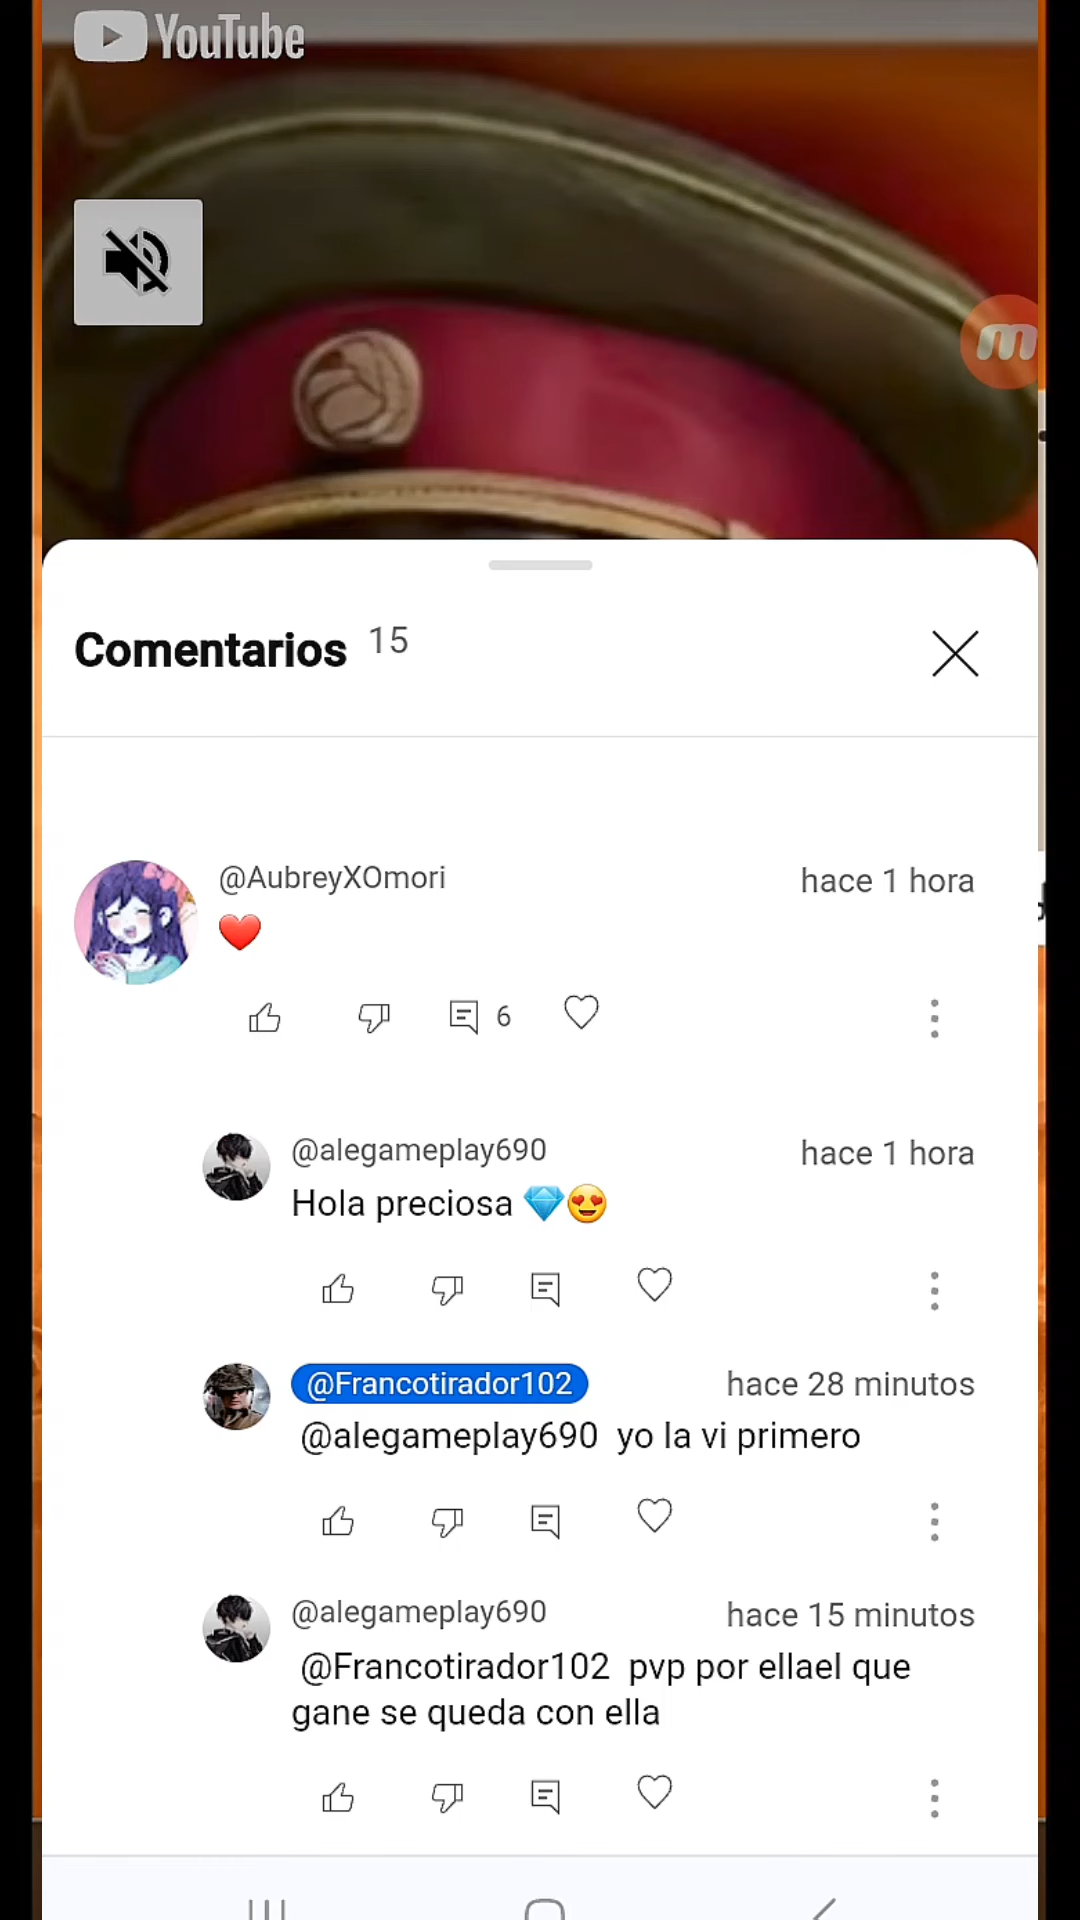 YouTube
m
Comentarios 15
@AubreyXOmori hace 1 hora
❤️
6
@alegameplay690 hace 1 hora
Hola preciosa 💎😍
@Francotirador102 hace 28 minutos
@alegameplay690 yo la vi primero
@alegameplay690 hace 15 minutos
@Francotirador102 pvp por ellael que
gane se queda con ella